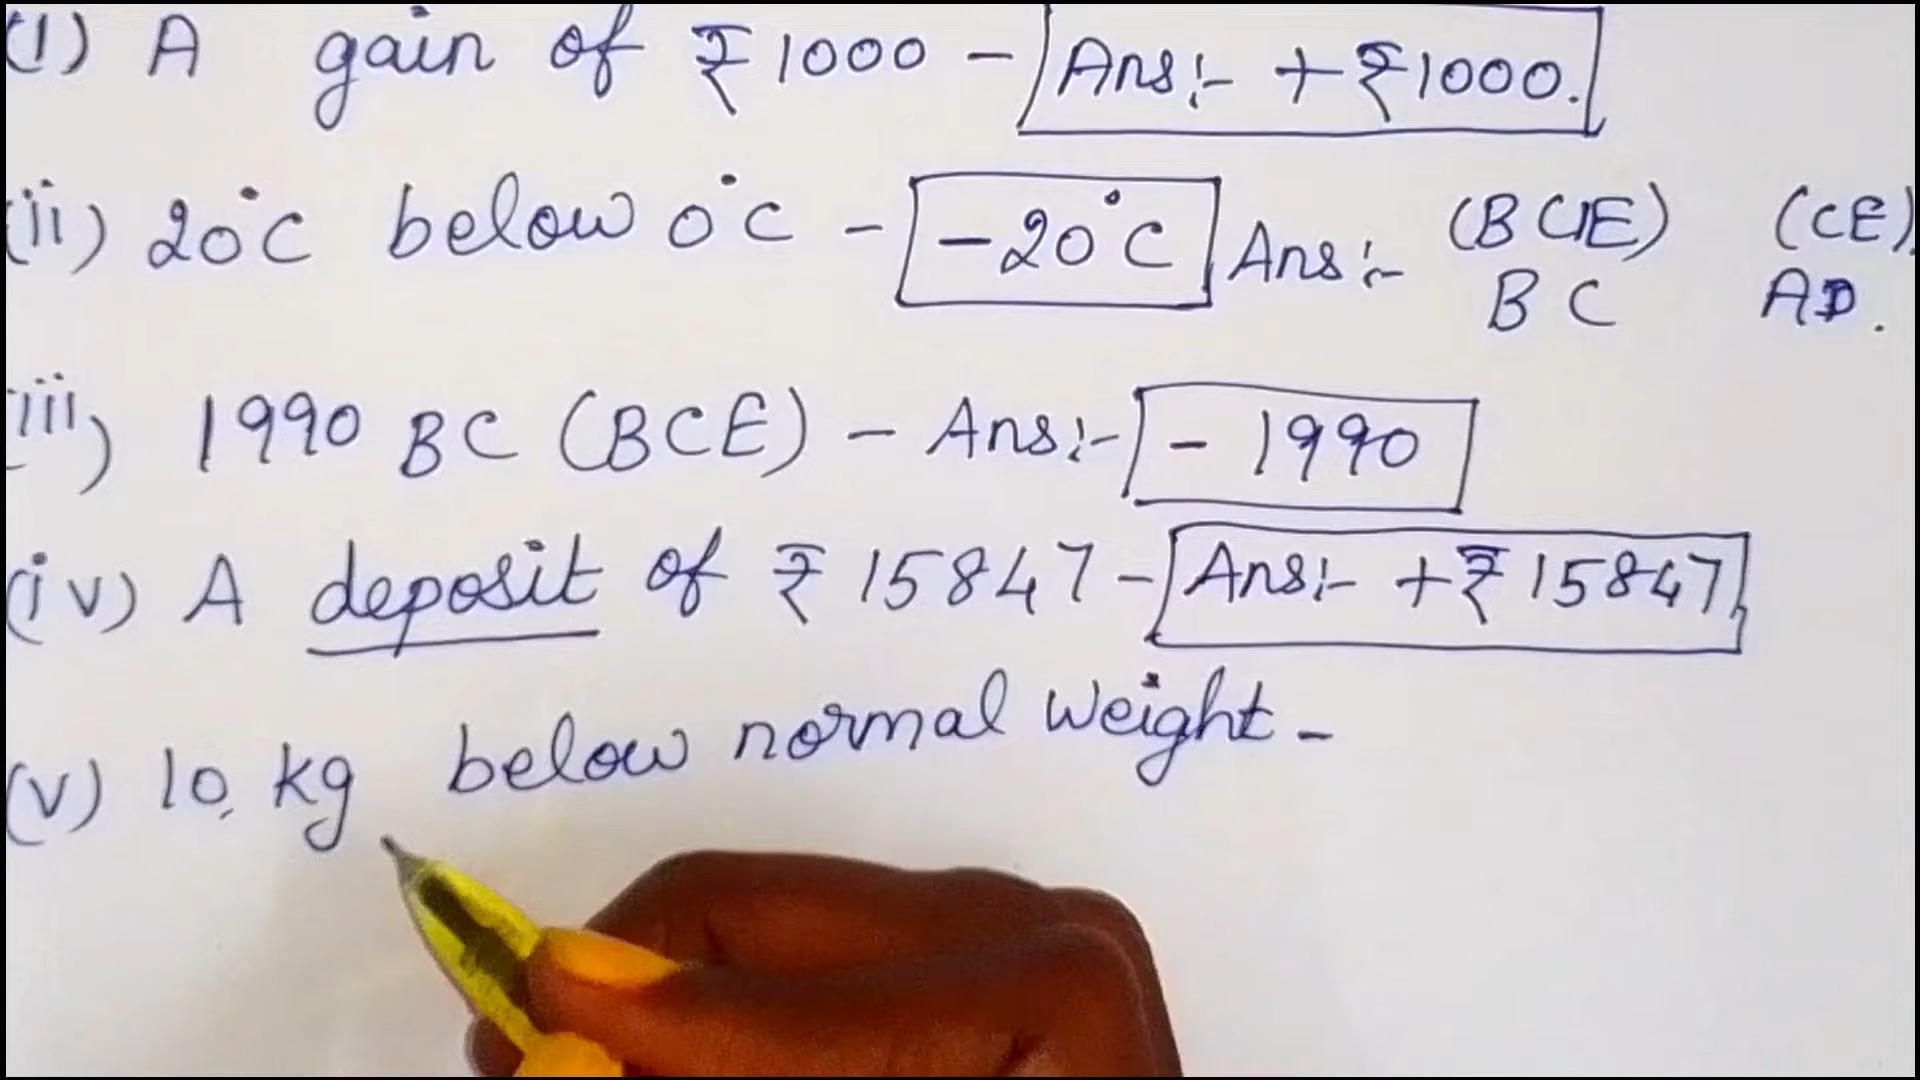 (i) A gain of ₹1000 - Ans:- +₹1000.
(ii) 20°C below 0°C - -20°C Ans:- (BCE) (CE)
BC AD.
(iii) 1990 BC (BCE) - Ans:- - 1990
(iv) A deposit of ₹15847 - Ans:- +₹15847
(v) 10 kg below normal weight -